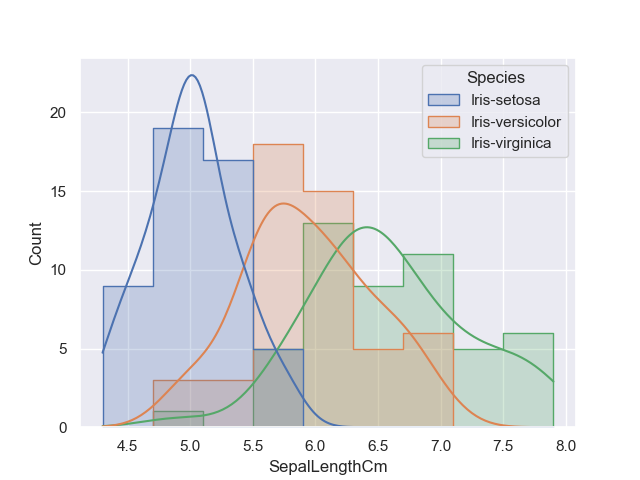 Species
Iris-setosa
Iris-versicolor
Iris-virginica
20
15
10
5
0
Count
4.5 5.0 5.5 6.0 6.5 7.0 7.5 8.0
SepalLengthCm